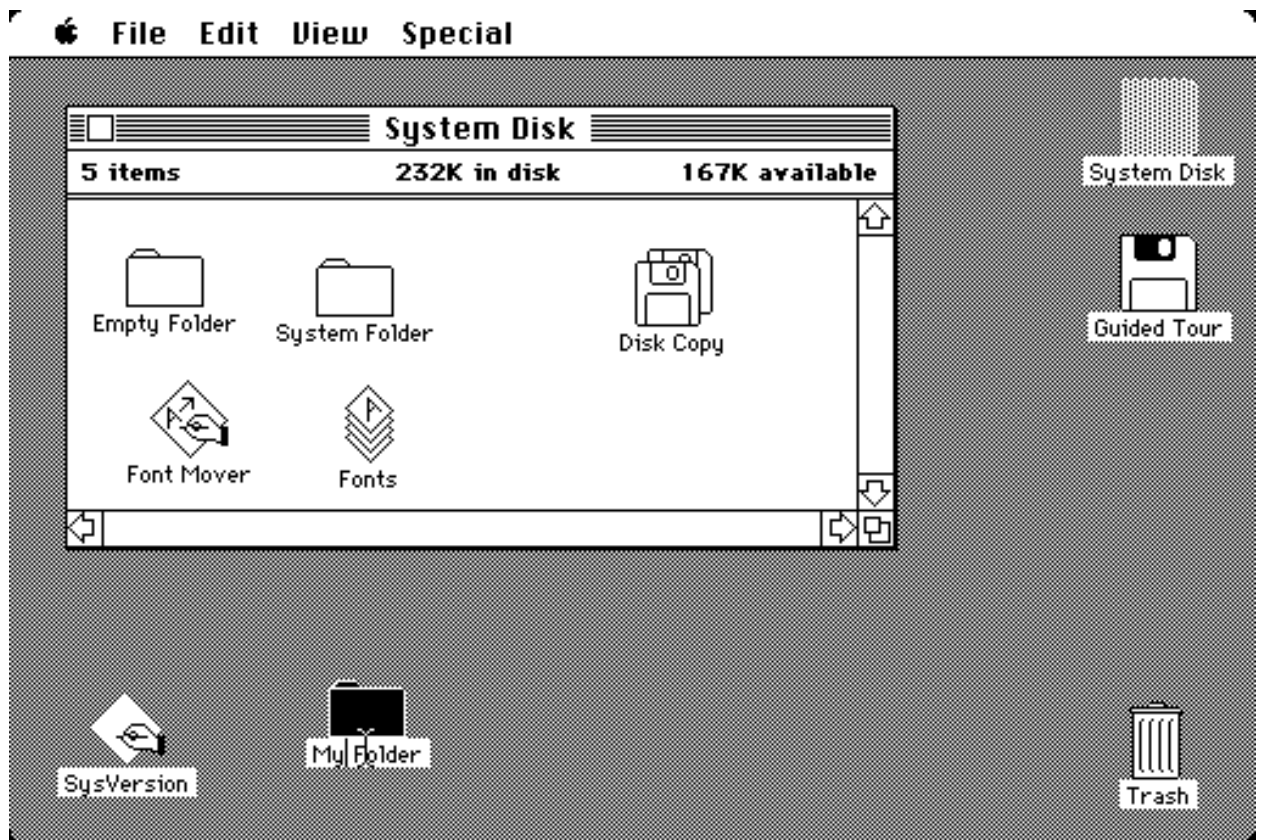 File Edit View Special
System Disk
5 items 232K in disk 167K available
System Disk
Empty Folder
System Folder
Disk Copy
Guided Tour
Font Mover
Fonts
My Folder
SysVersion
Trash